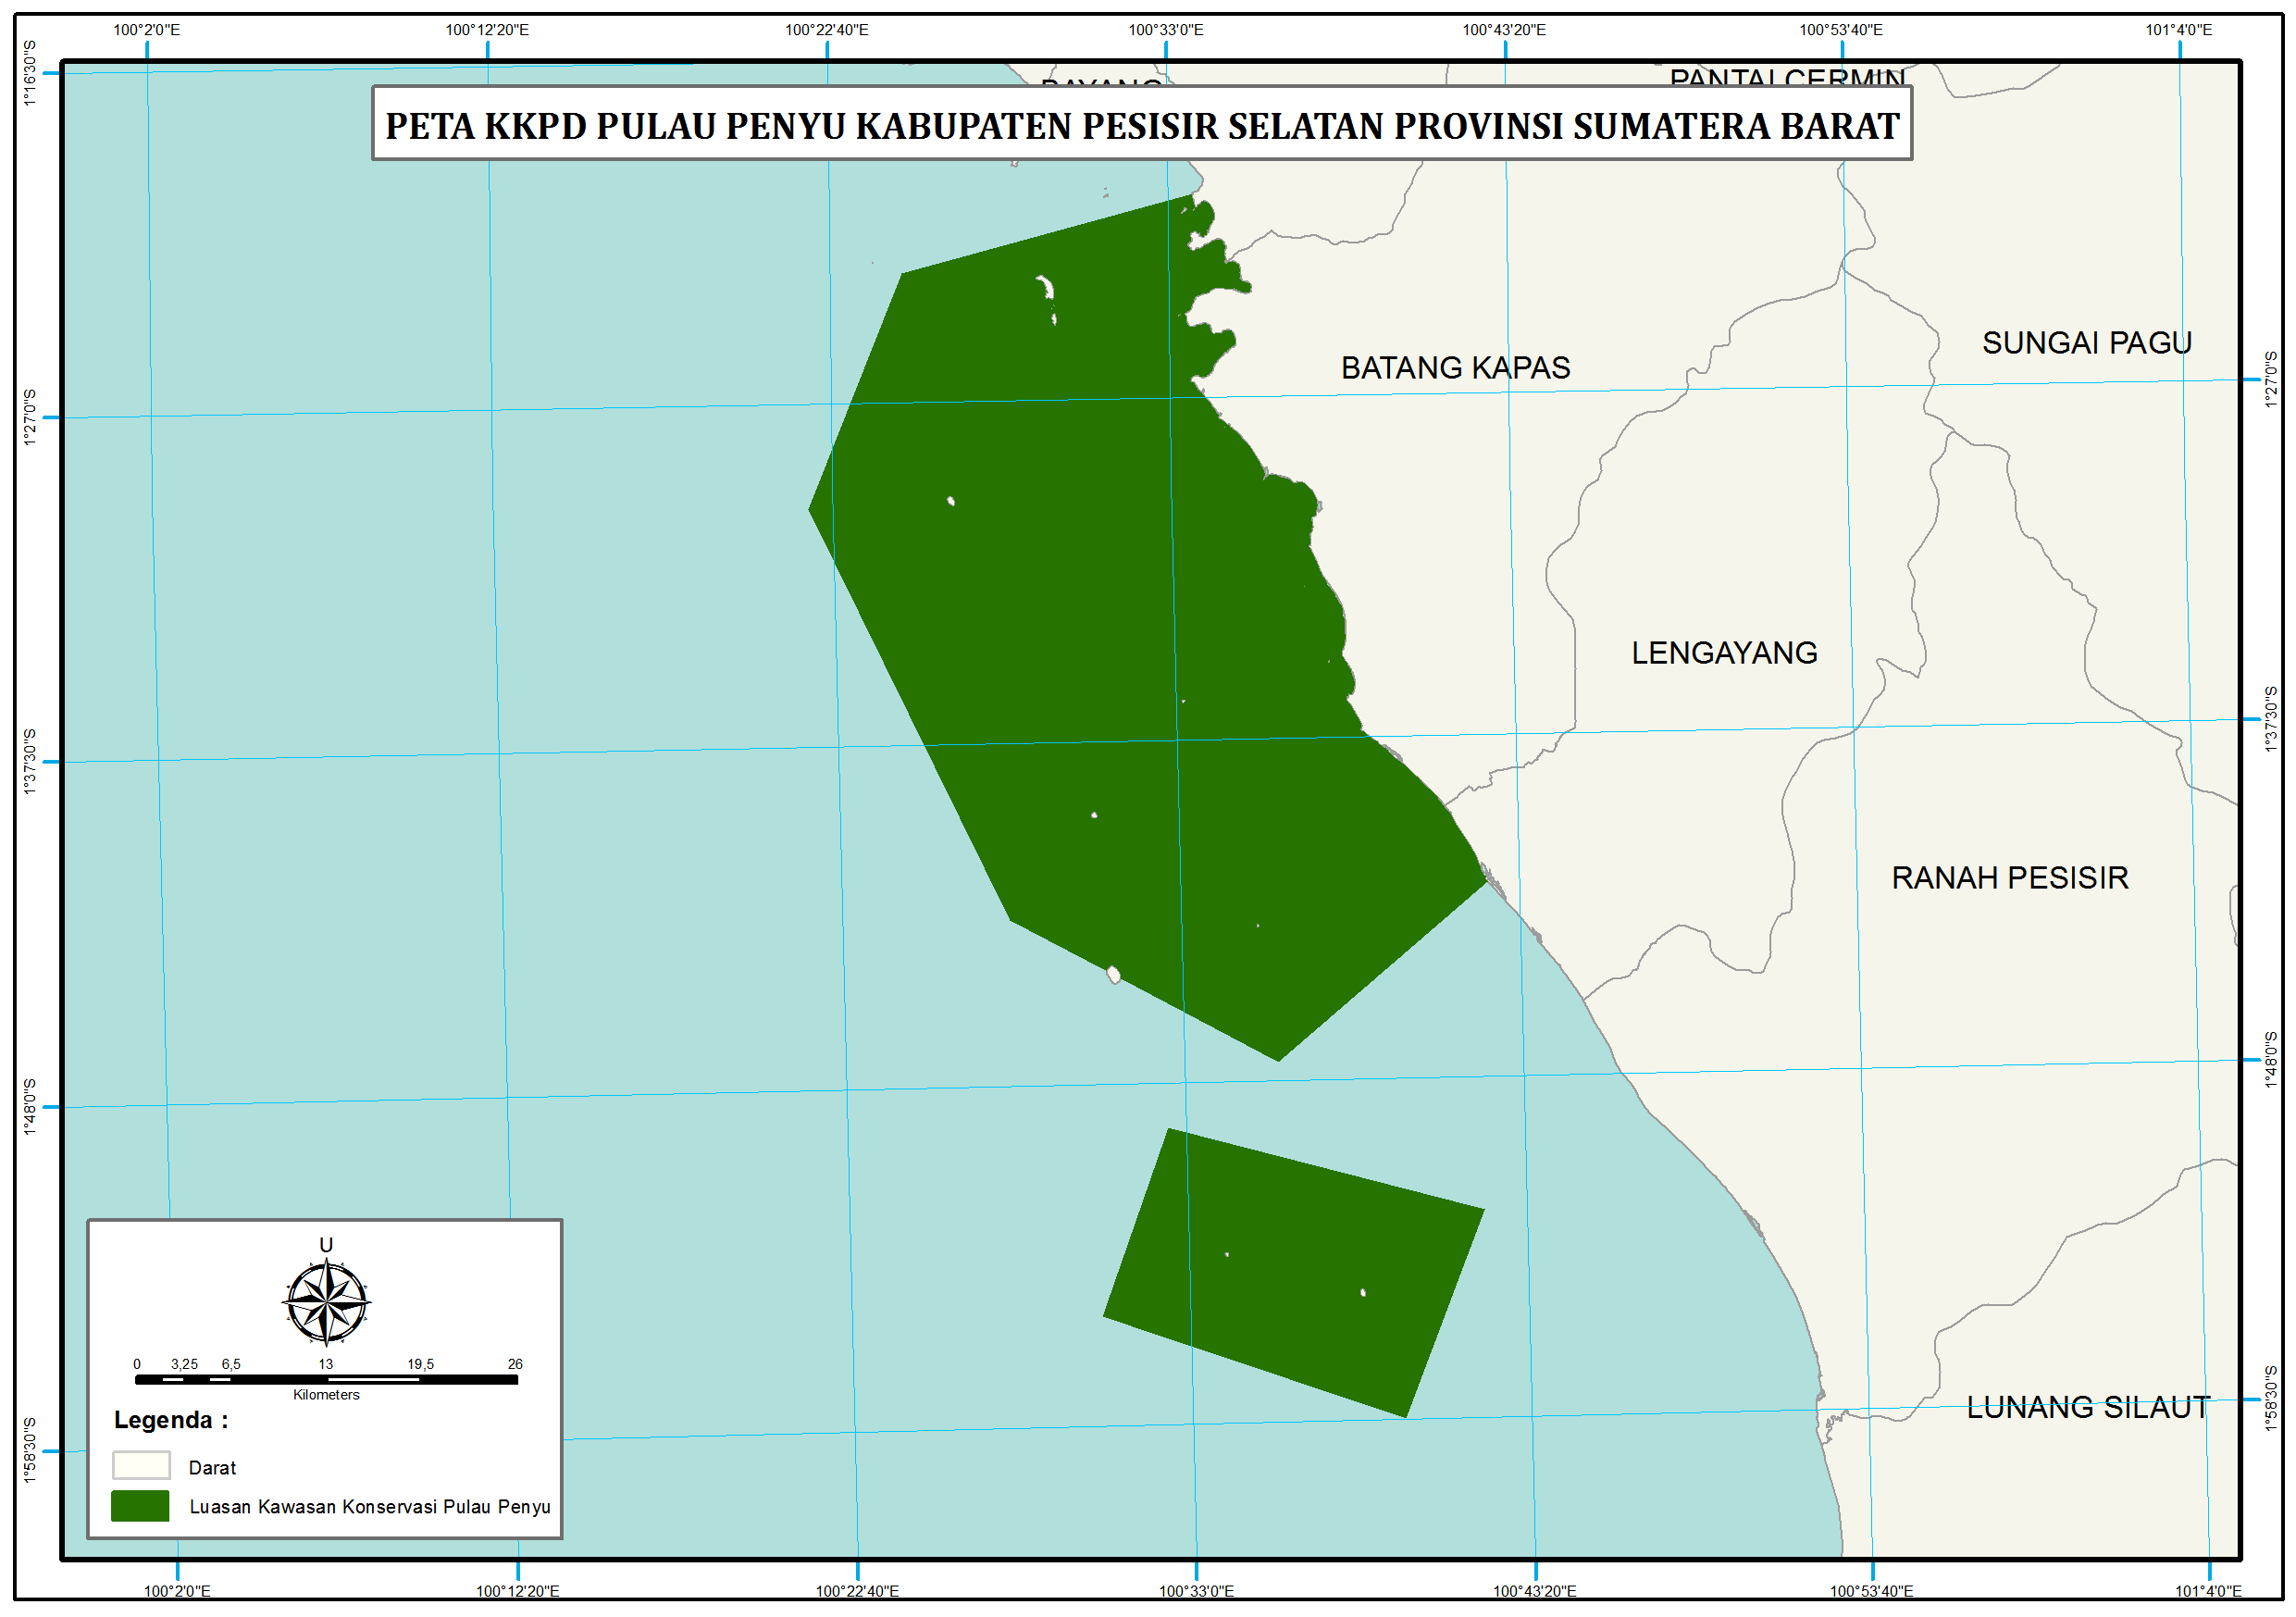 100°2'0"E
100°12'20"E
100°22'40"E
100°33'0"E
100°43'20"E
100°53'40"E
101°4'0"E
1°16'30"S
BAYANG
PANTAI CERMIN
PETA KKPD PULAU PENYU KABUPATEN PESISIR SELATAN PROVINSI SUMATERA BARAT
SUNGAI PAGU
BATANG KAPAS
1°27'0"S
1°27'0"S
LENGAYANG
1°37'30"S
1°37'30"S
RANAH PESISIR
1°48'0"S
1°48'0"S
U
0 3,25 6,5 13 19,5 26
Kilometers
Legenda :
Darat
Luasan Kawasan Konservasi Pulau Penyu
LUNANG SILAUT
1°58'30"S
1°58'30"S
100°2'0"E
100°12'20"E
100°22'40"E
100°33'0"E
100°43'20"E
100°53'40"E
101°4'0"E